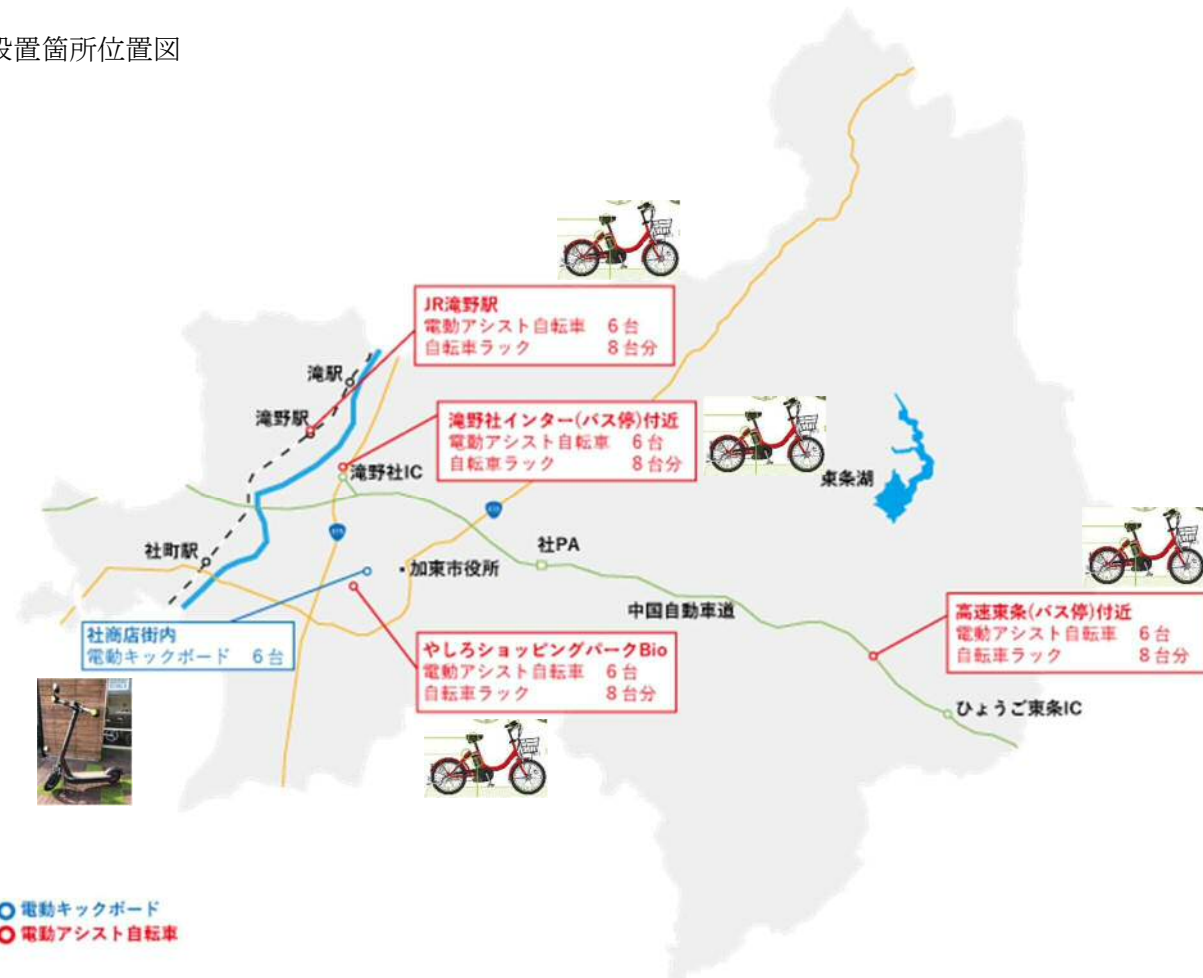 設置箇所位置図
JR滝野駅
電動アシスト自転車 6台
自転車ラック 8台分
滝駅
滝野駅
滝野社インター(バス停)付近
電動アシスト自転車 6台
自転車ラック 8台分
滝野社IC
東条湖
社町駅
社PA
・加東市役所
中国自動車道
高速東条(バス停)付近
電動アシスト自転車 6台
自転車ラック 8台分
社商店街内
電動キックボード 6台
やしろショッピングパークBio
電動アシスト自転車 6台
自転車ラック 8台分
ひょうご東条IC
電動キックボード
電動アシスト自転車